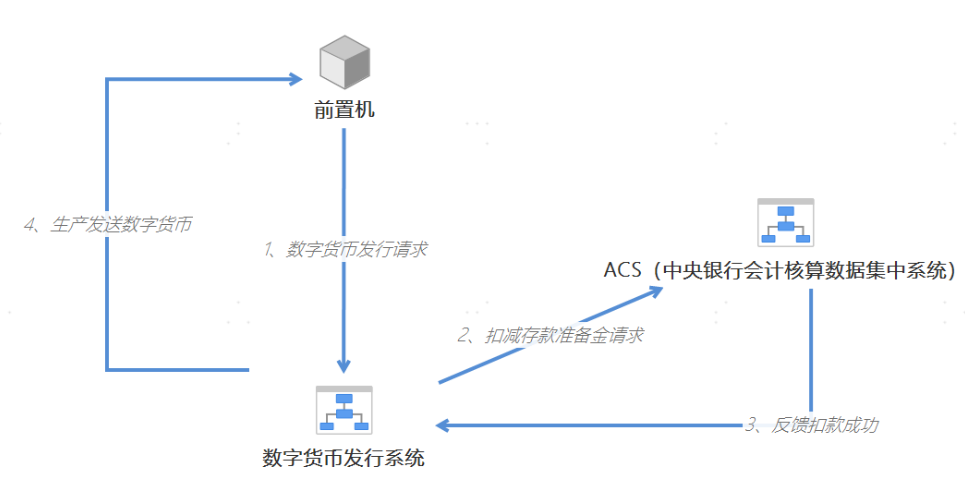 前置机
4、生产发送数字货币
1、数字货币发行请求
ACS（中央银行会计核算数据集中系统）
2、扣减存款准备金请求
3、反馈扣款成功
数字货币发行系统